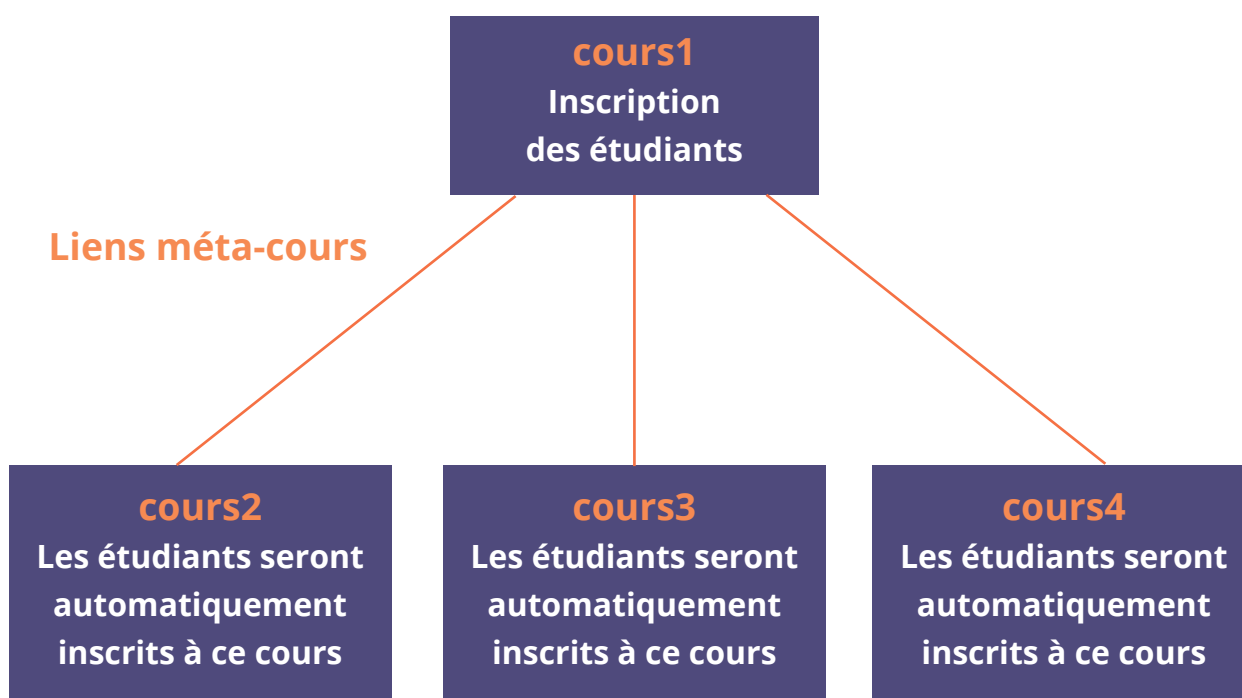 cours1
Inscription
des étudiants
Liens méta-cours
cours2
Les étudiants seront
automatiquement
inscrits à ce cours
cours3
Les étudiants seront
automatiquement
inscrits à ce cours
cours4
Les étudiants seront
automatiquement
inscrits à ce cours